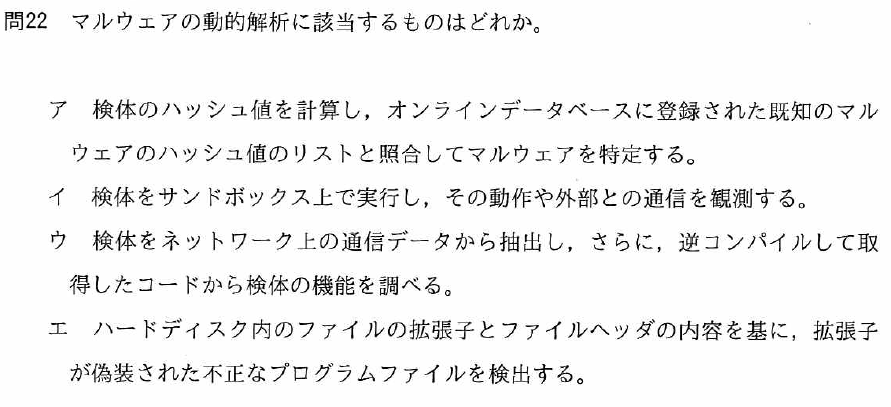 問22　マルウェアの動的解析に該当するものはどれか。
ア　検体のハッシュ値を計算し，オンラインデータベースに登録された既知のマル
ウェアのハッシュ値のリストと照合してマルウェアを特定する。
イ　検体をサンドボックス上で実行し，その動作や外部との通信を観測する。
ウ　検体をネットワーク上の通信データから抽出し，さらに，逆コンパイルして取
得したコードから検体の機能を調べる。
エ　ハードディスク内のファイルの拡張子とファイルヘッダの内容を基に，拡張子
が偽装された不正なプログラムファイルを検出する。